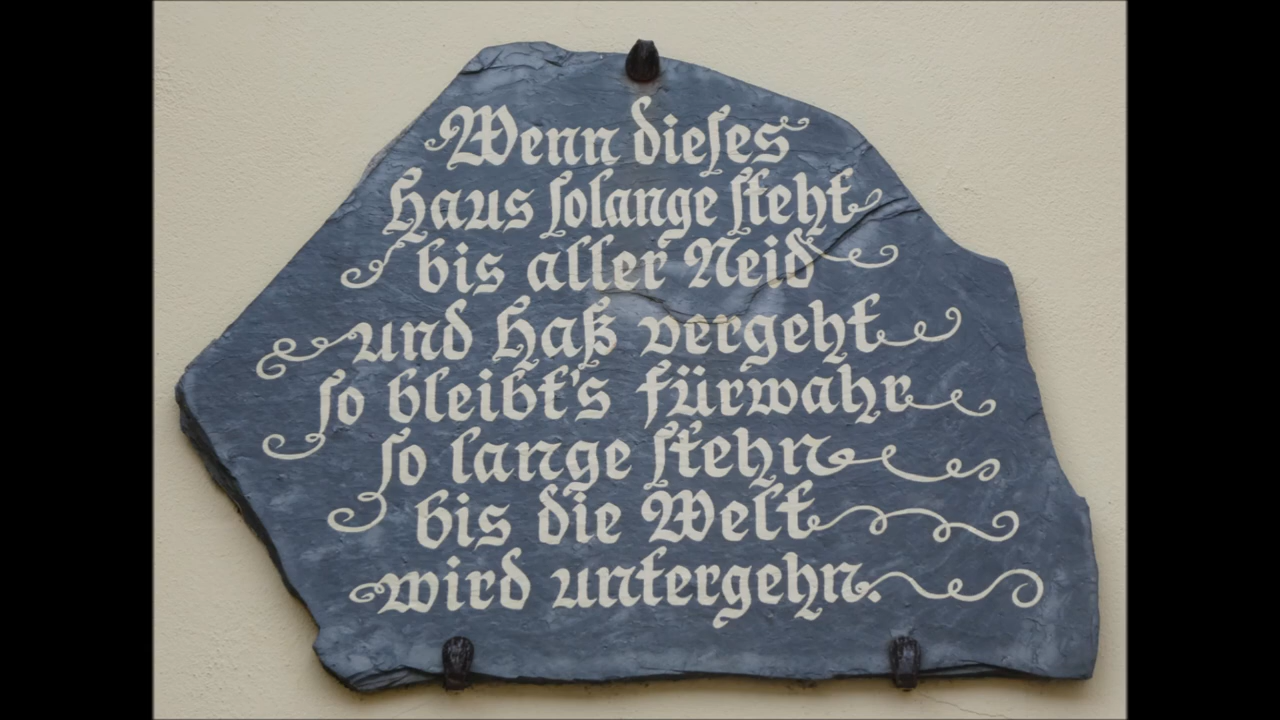 Wenn dieses
Haus solange steht
bis aller Neid
und Haß vergeht
so bleibt's fürwahr
so lange stehn
bis die Welt
wird untergehn.